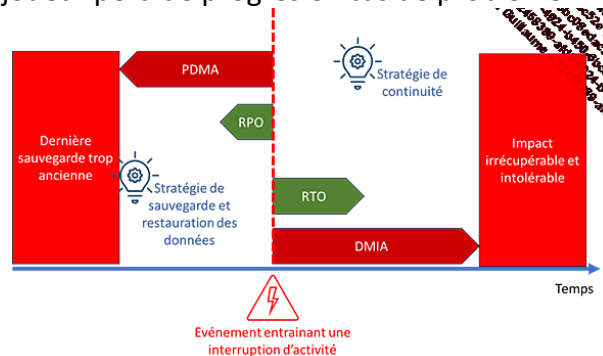 PDMA
Stratégie de
continuité
RPO
Dernière
sauvegarde trop
ancienne
Impact
irrécupérable et
intolérable
Stratégie de
sauvegarde et
restauration des
données
RTO
DMIA
Temps
Evénement entrainant une
interruption d'activité